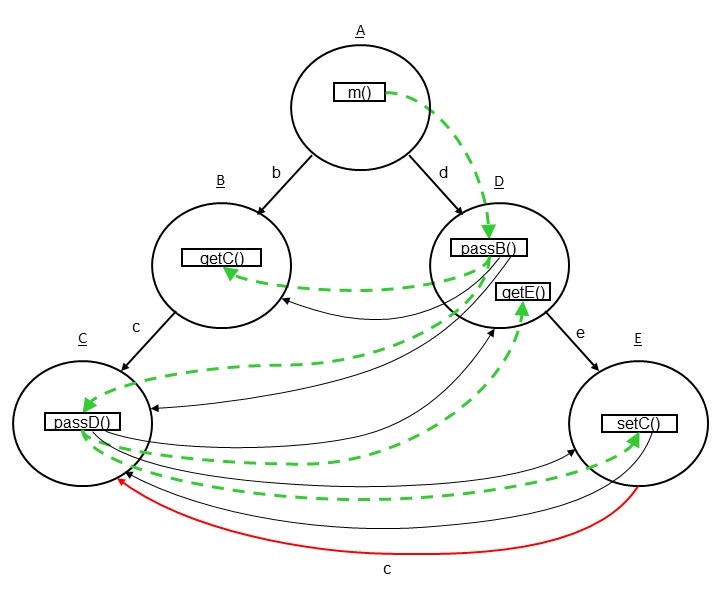 A
m()
b
d
B
D
getC()
passB()
getE()
c
e
C
E
passD()
setC()
c